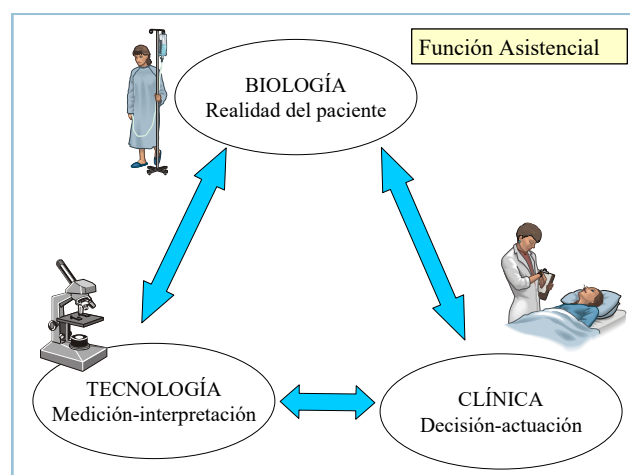 Función Asistencial
BIOLOGÍA
Realidad del paciente
TECNOLOGÍA
Medición-interpretación
CLÍNICA
Decisión-actuación